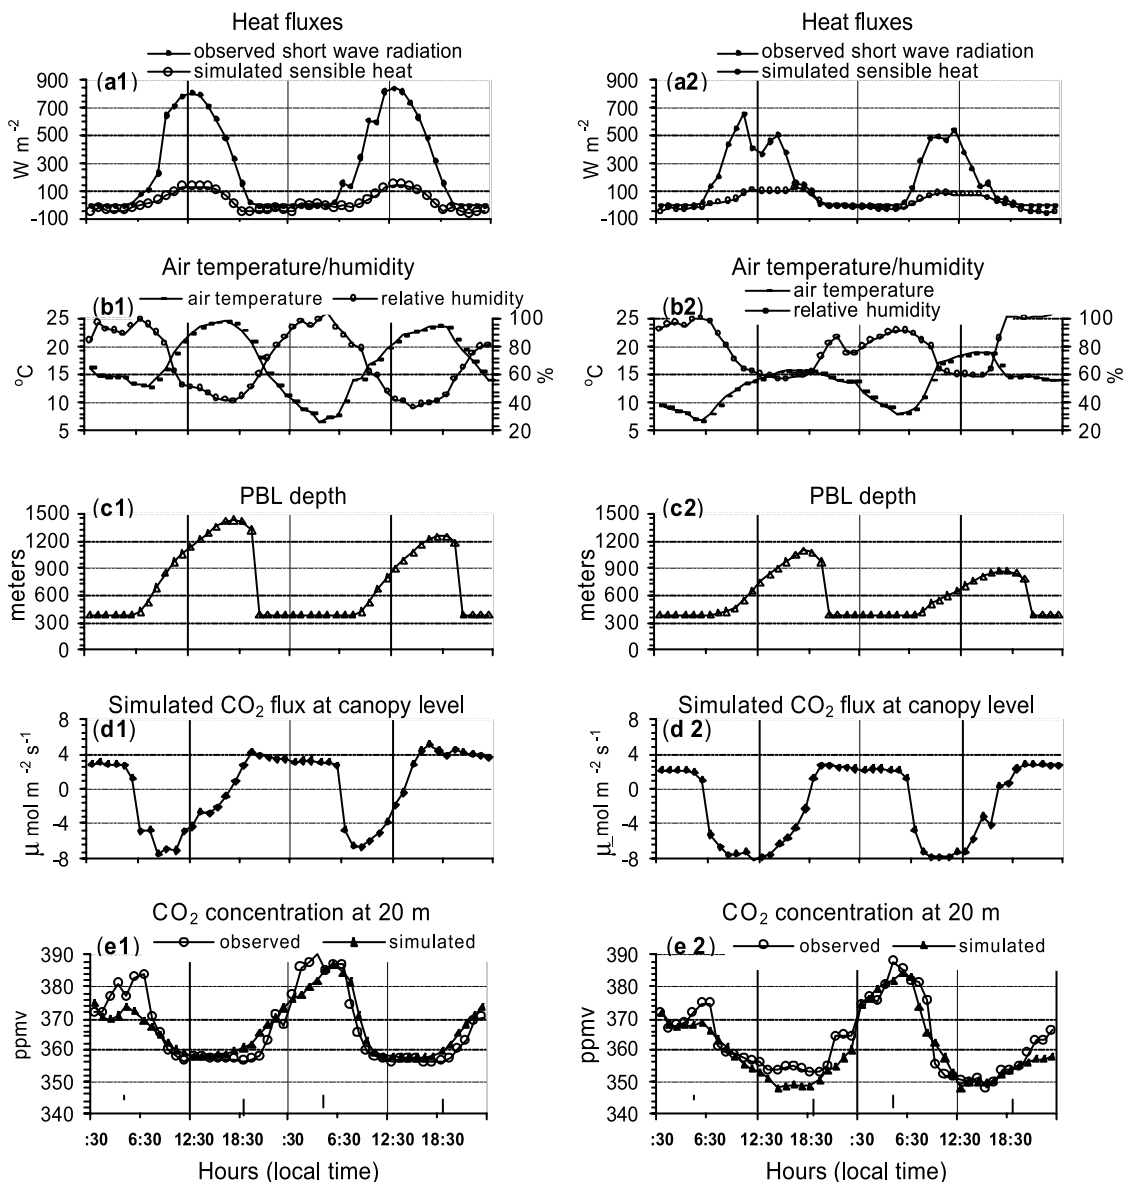 Heat fluxes
observed short wave radiation
simulated sensible heat
(a1)
900
700
500
300
100
-100
W m-2
Heat fluxes
observed short wave radiation
simulated sensible heat
(a2)
900
700
500
300
100
-100
W m-2
Air temperature/humidity
(b1)
air temperature
relative humidity
25
20
15
10
5
oC
100
80
60
40
20
%
Air temperature/humidity
air temperature
(b2)
relative humidity
25
20
15
10
5
oC
100
80
60
40
20
%
PBL depth
(c1)
1500
1200
900
600
300
0
meters
PBL depth
(c2)
1500
1200
900
600
300
0
meters
Simulated CO2 flux at canopy level
(d1)
8
4
0
-4
-8
μ mol m-2 s-1
Simulated CO2 flux at canopy level
(d 2)
8
4
0
-4
-8
μ mol m-2 s-1
CO2 concentration at 20 m
(e1)
observed
simulated
390
380
370
360
350
340
ppmv
:30 6:30 12:30 18:30 :30 6:30 12:30 18:30
Hours (local time)
CO2 concentration at 20 m
(e 2)
observed
simulated
390
380
370
360
350
340
ppmv
:30 6:30 12:30 18:30 :30 6:30 12:30 18:30
Hours (local time)